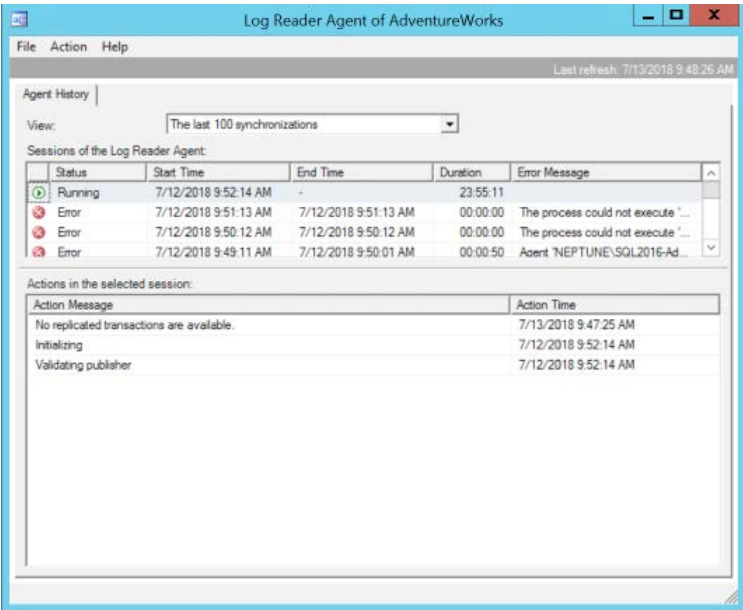 Log Reader Agent of AdventureWorks
File Action Help
Last refresh: 7/13/2018 9:48:26 AM
Agent History
View: The last 100 synchronizations
Sessions of the Log Reader Agent:
Status Start Time End Time Duration Error Message
Running 7/12/2018 9:52:14 AM - 23:55:11
Error 7/12/2018 9:51:13 AM 7/12/2018 9:51:13 AM 00:00:00 The process could not execute '...
Error 7/12/2018 9:50:12 AM 7/12/2018 9:50:12 AM 00:00:00 The process could not execute '...
Error 7/12/2018 9:49:11 AM 7/12/2018 9:50:01 AM 00:00:50 Agent 'NEPTUNE\SQL2016-Ad...
Actions in the selected session:
Action Message Action Time
No replicated transactions are available. 7/13/2018 9:47:25 AM
Initializing 7/12/2018 9:52:14 AM
Validating publisher 7/12/2018 9:52:14 AM